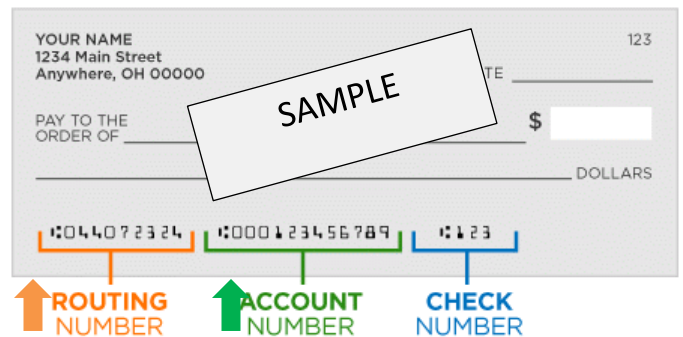 YOUR NAME
1234 Main Street
Anywhere, OH 00000
123
SAMPLE
TE
PAY TO THE
ORDER OF
$
DOLLARS
⑆044072324 ⑆000123456789 ⑆123
ROUTING ACCOUNT CHECK
NUMBER NUMBER NUMBER